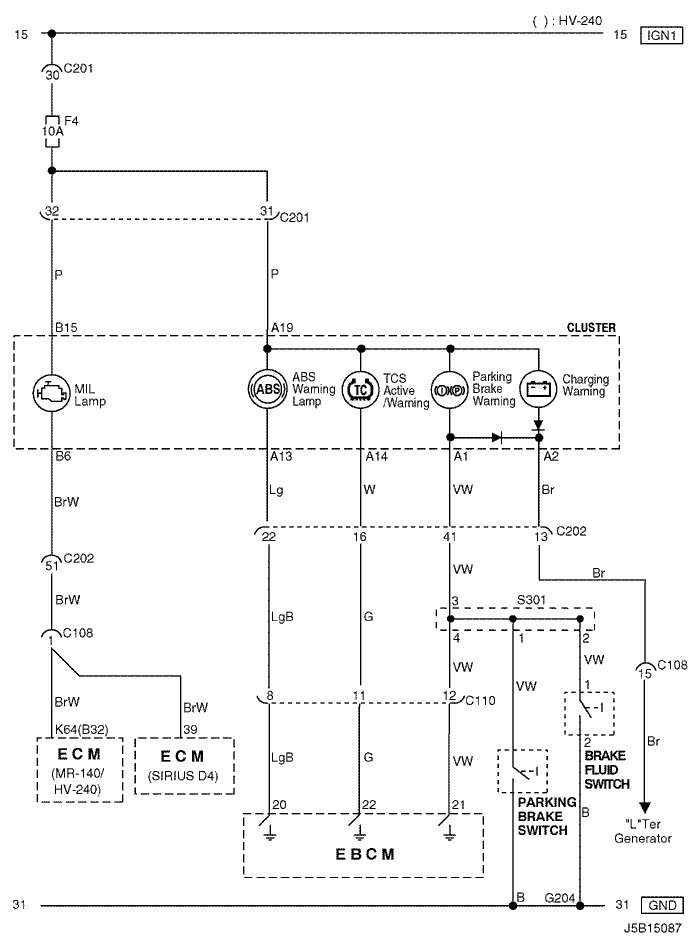 ( ) : HV-240
15
15 IGN1
30 C201
F4
10A
32 31 C201
P P
B15 A19 CLUSTER
MIL
Lamp
ABS
ABS
Warning
Lamp
TC
TCS
Active
/Warning
(!)(P)
Parking
Brake
Warning
Charging
Warning
B6 A13 A14 A1 A2
BrW Lg W VW Br
22 16 41 13 C202
51 C202
VW Br
BrW
3 S301
LgB G
1 C108
4 1 2
VW VW VW
15 C108
BrW BrW
8 11 12 C110
1
K64(B32) 39
ECM
(MR-140/
HV-240)
ECM
(SIRIUS D4)
LgB G VW Br
2
BRAKE
FLUID
SWITCH
PARKING
BRAKE
SWITCH
20 22 21
B
"L"Ter
Generator
EBCM
31 B G204 31 GND
J5B15087